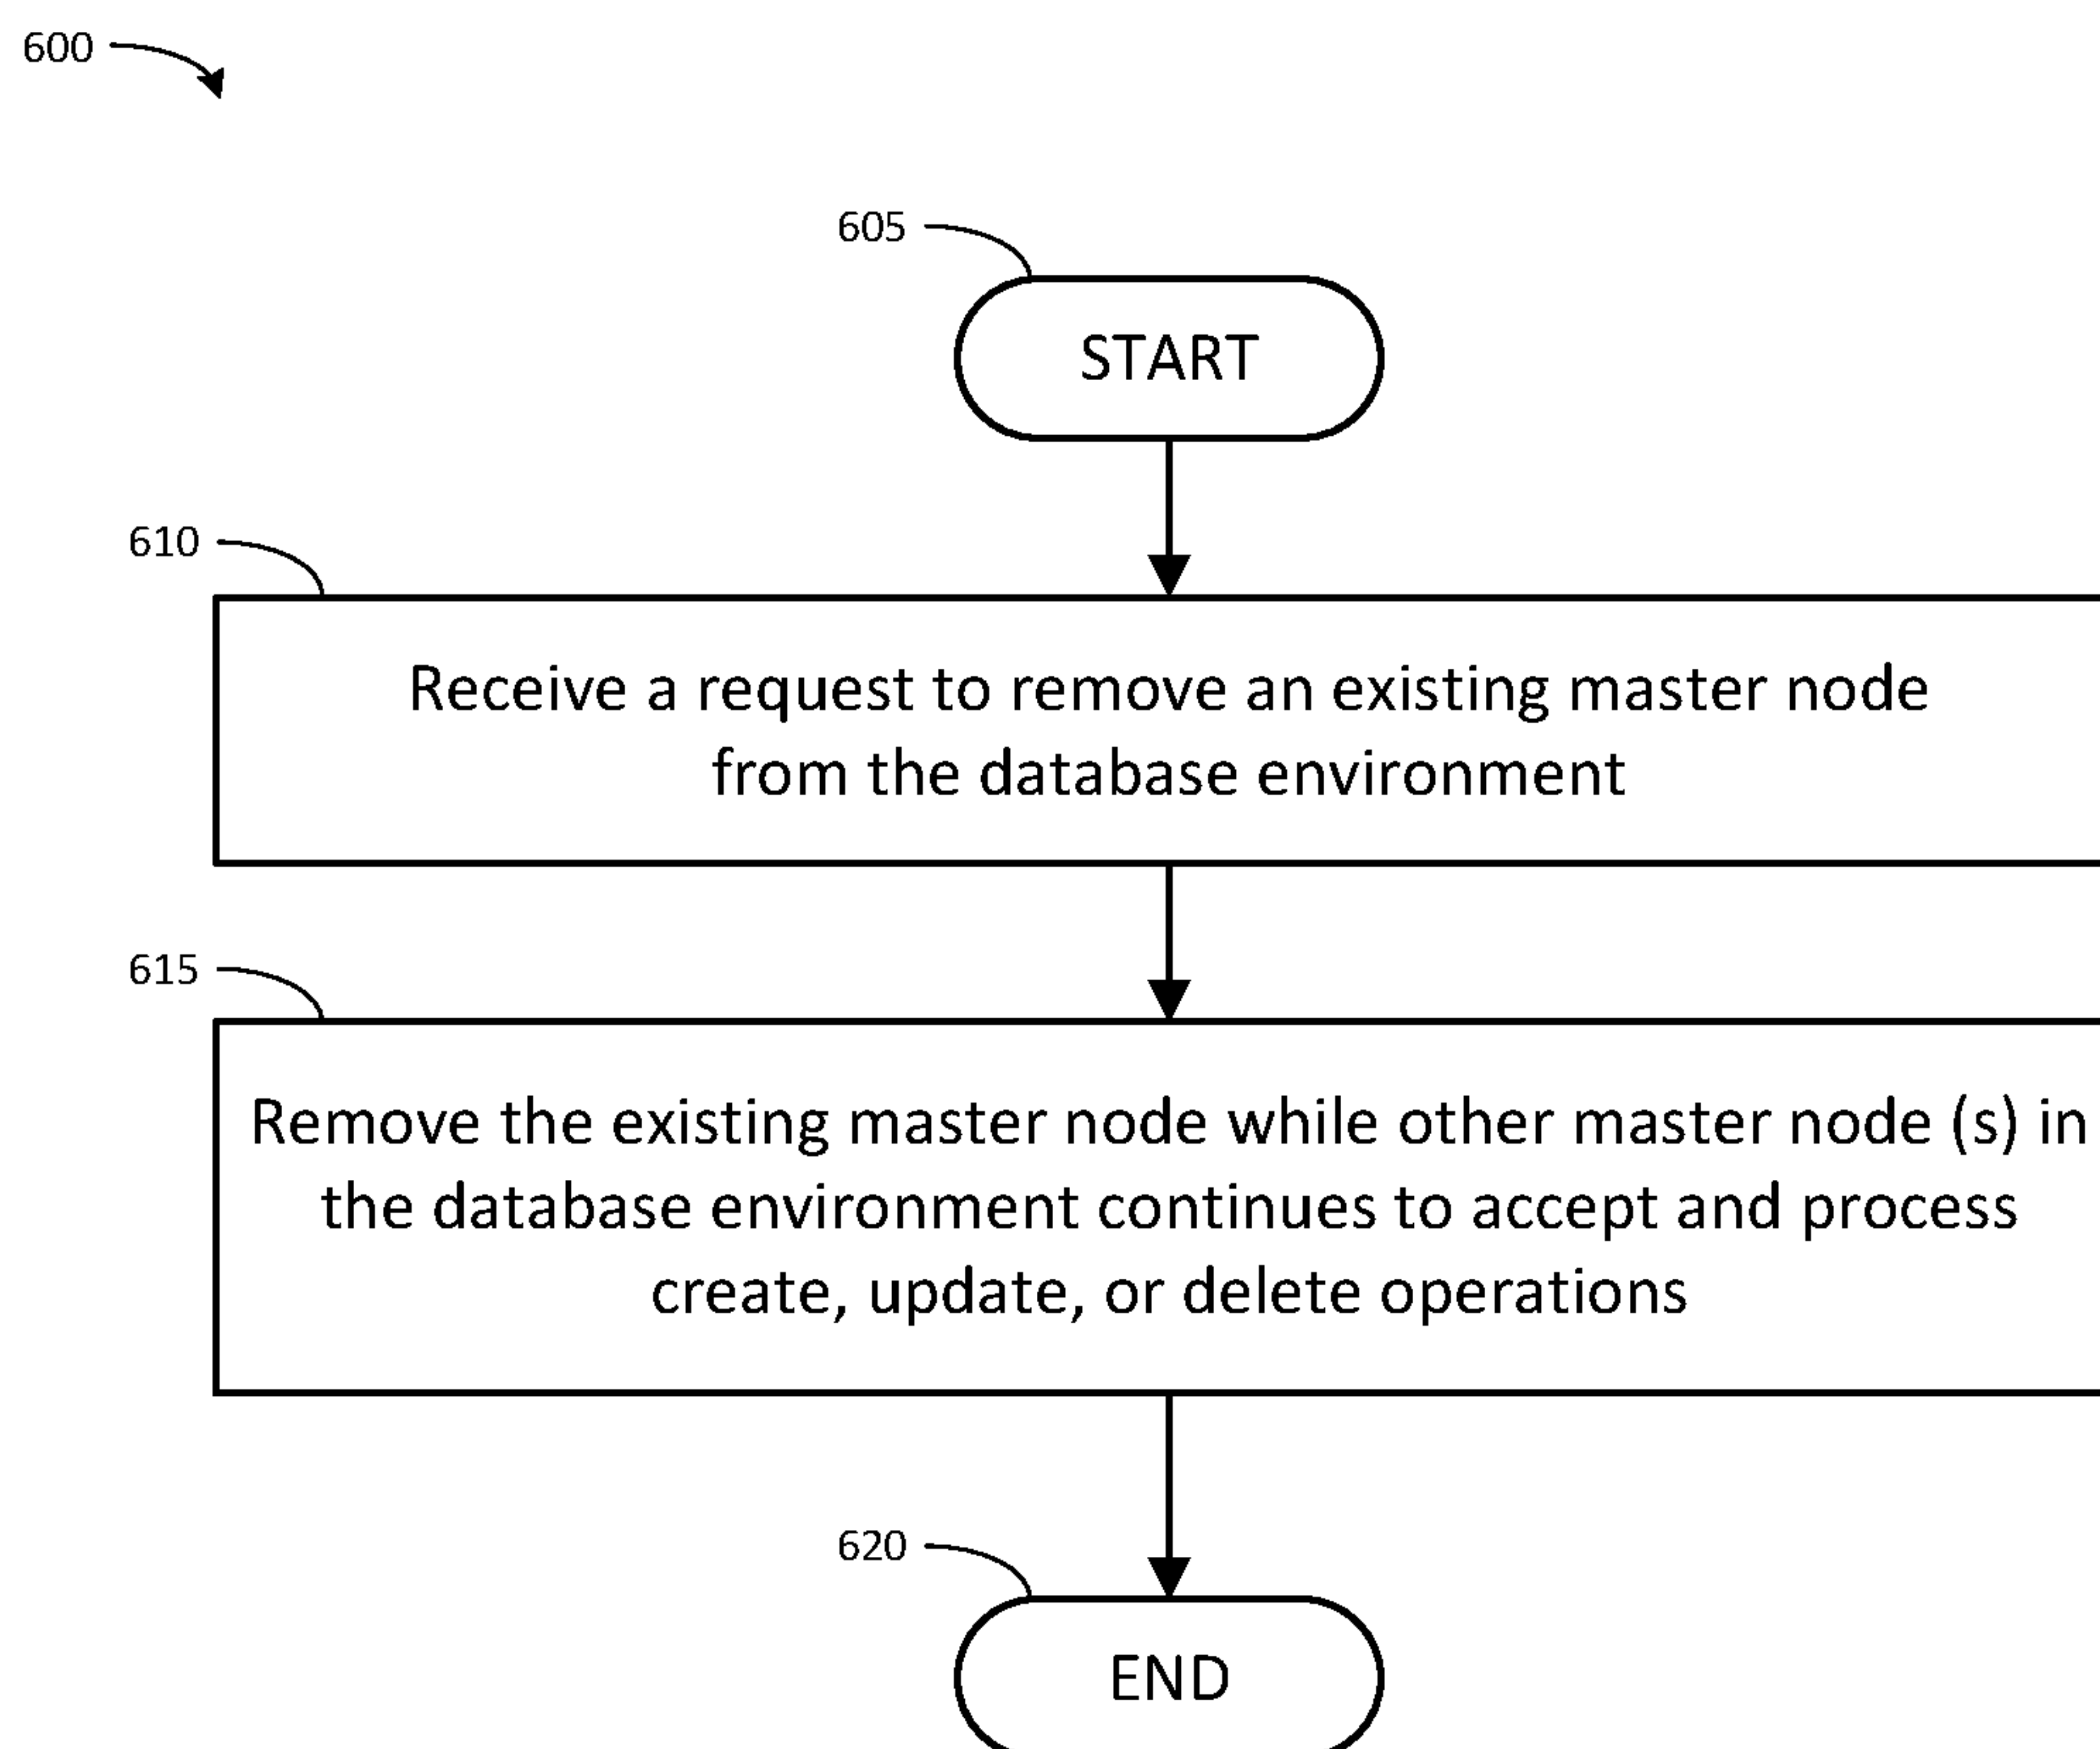 600
605
START
610
Receive a request to remove an existing master node
from the database environment
615
Remove the existing master node while other master node (s) in
the database environment continues to accept and process
create, update, or delete operations
620
END